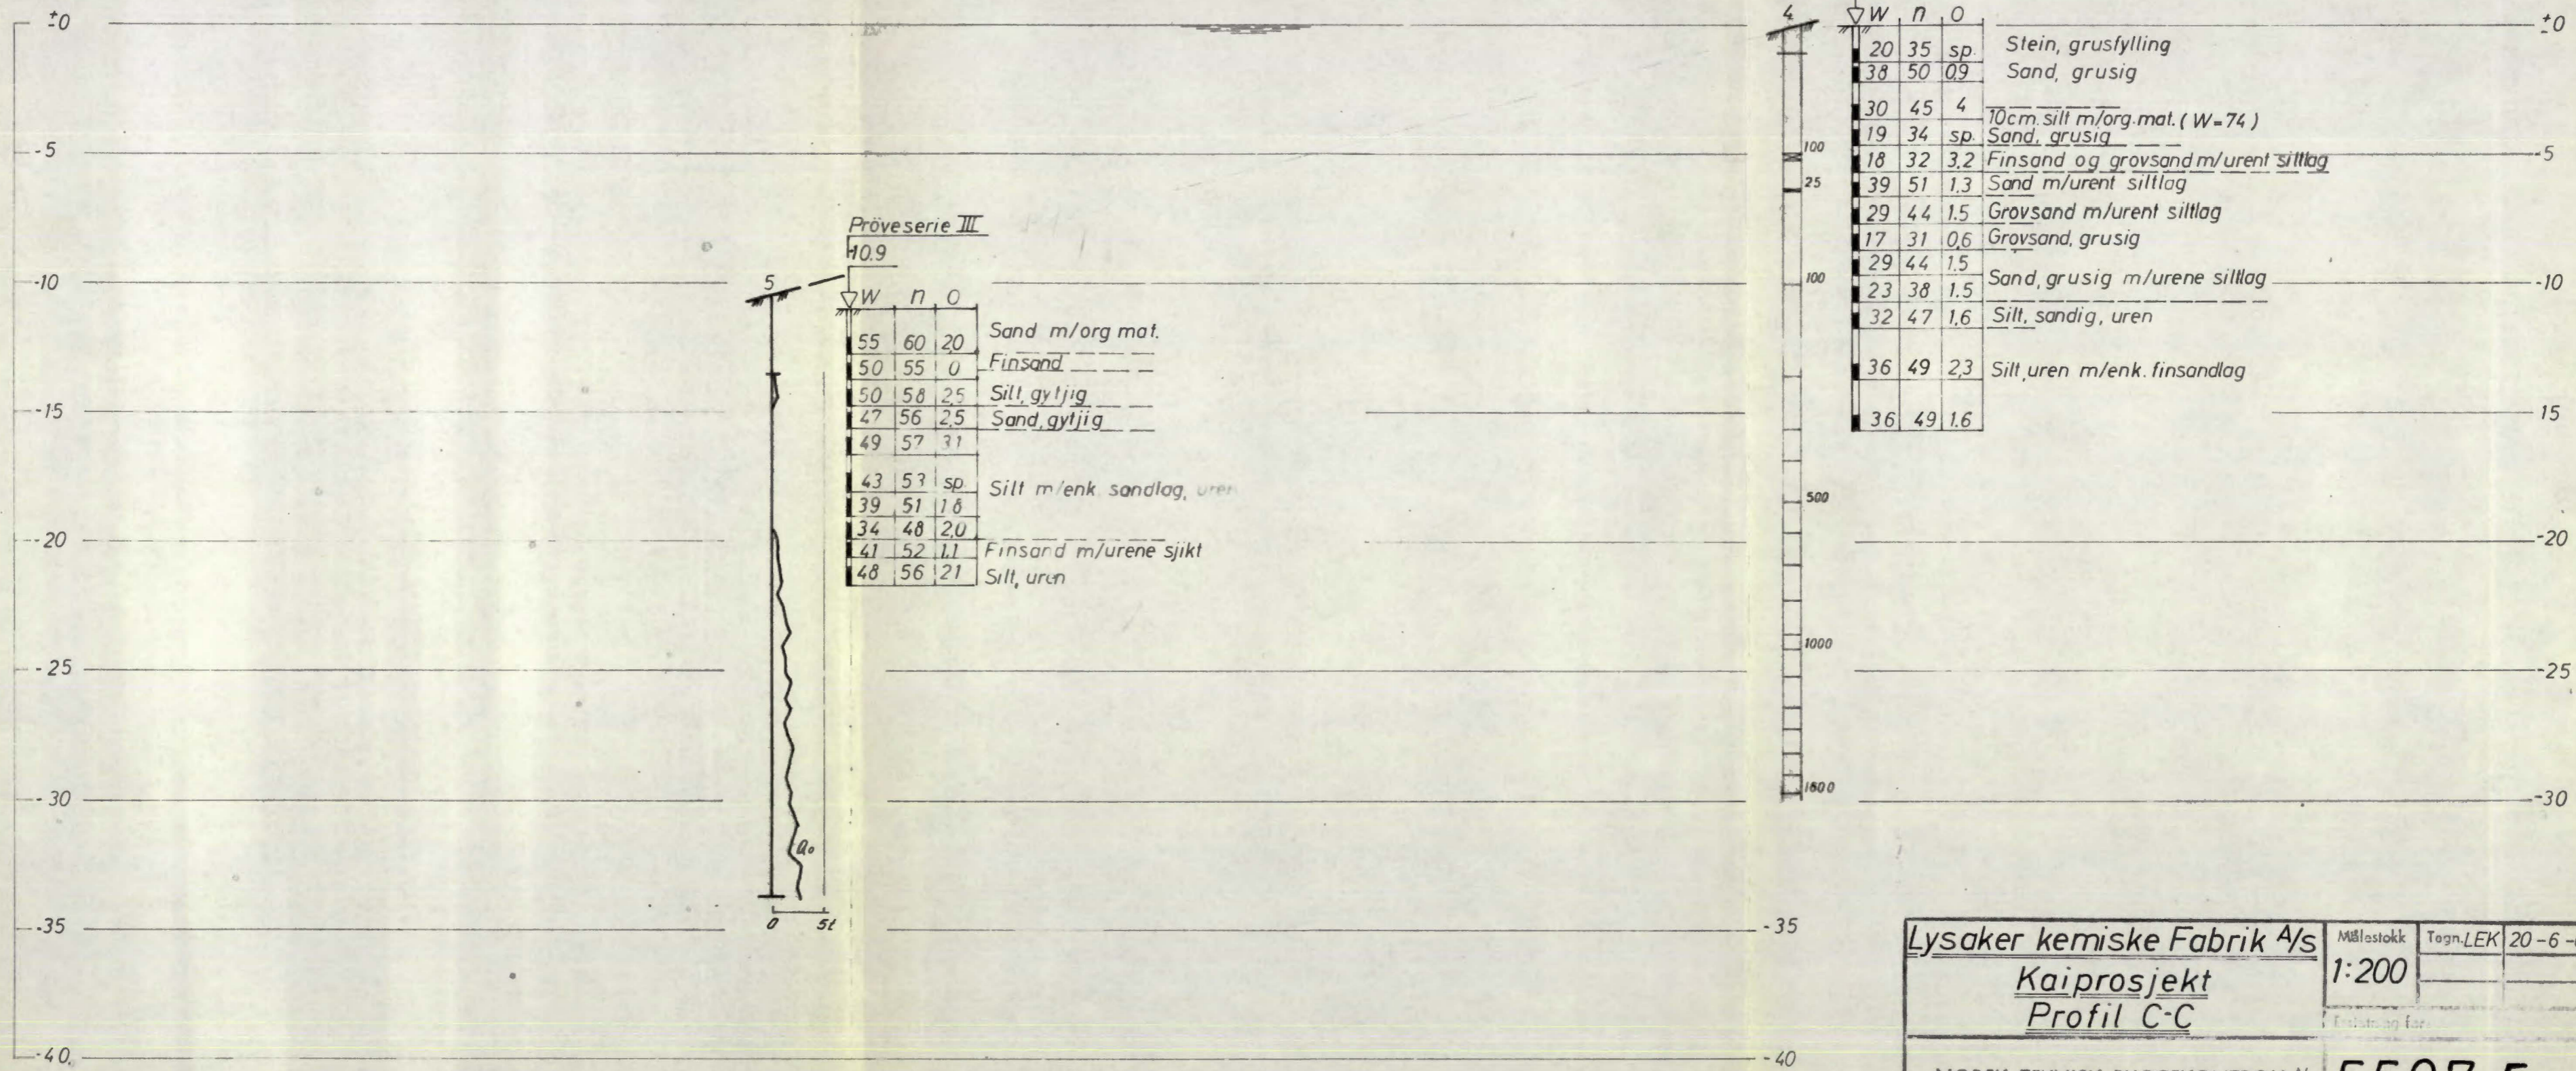 ±0
-5
-10
-15
-20
-25
-30
-35
-40
Pröveserie III
-10.9
5
W n O
55 60 2,0 Sand m/org mat.
50 55 0 Finsand
50 58 2,5 Silt, gytjig
47 56 2,5 Sand, gytjig
49 57 3,1
43 53 sp. Silt m/enk. sandlag, uren
39 51 1,8
34 48 2,0
41 52 1,1 Finsand m/urene sjikt
48 56 2,1 Silt, uren
a₀
0 5t
4
100
25
100
500
1000
1600
W n O
20 35 sp. Stein, grusfylling
38 50 0,9 Sand, grusig
30 45 4
10cm. silt m/org.mat. (W=74)
19 34 sp. Sand, grusig
18 32 3,2 Finsand og grovsand m/urent siltlag
39 51 1.3 Sand m/urent siltlag
29 44 1.5 Grovsand m/urent siltlag
17 31 0,6 Grovsand, grusig
29 44 1.5
Sand, grusig m/urene siltlag
23 38 1.5
32 47 1,6 Silt, sandig, uren
36 49 2,3 Silt, uren m/enk. finsandlag
36 49 1.6
±0
-5
-10
15
-20
-25
-30
-35
-40
Lysaker kemiske Fabrik A/s
Kaiprosjekt
Profil C-C
Målestokk
1:200
Tegn. LEK 20-6-